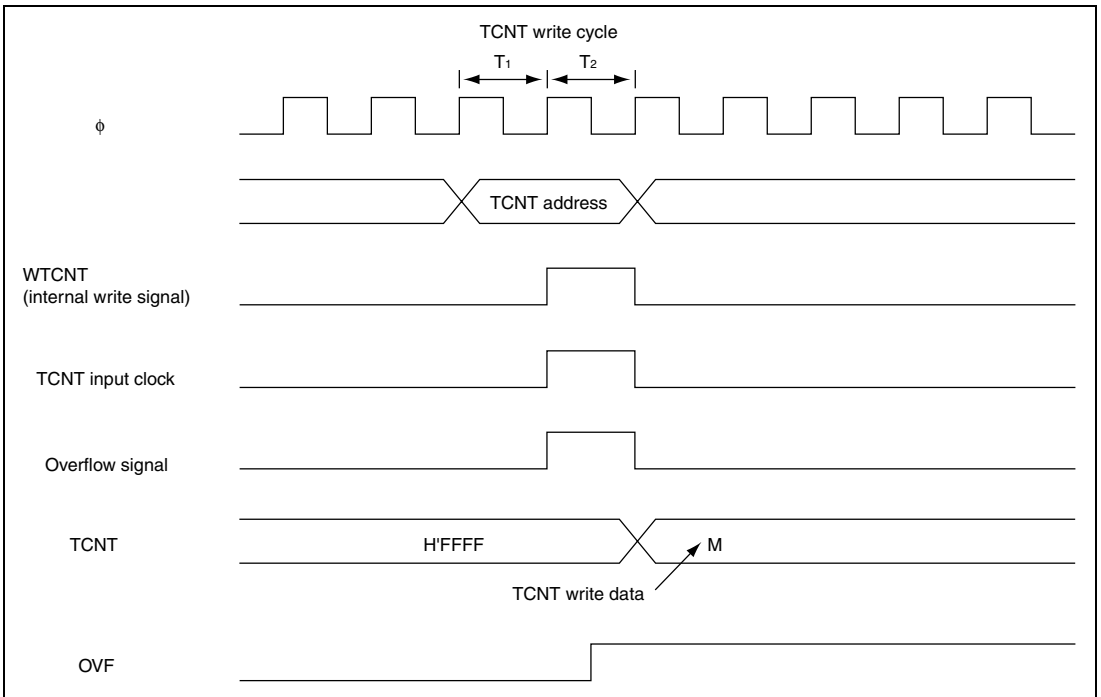 TCNT write cycle
T1 T2
ϕ
TCNT address
WTCNT
(internal write signal)
TCNT input clock
Overflow signal
TCNT H'FFFF M
TCNT write data
OVF